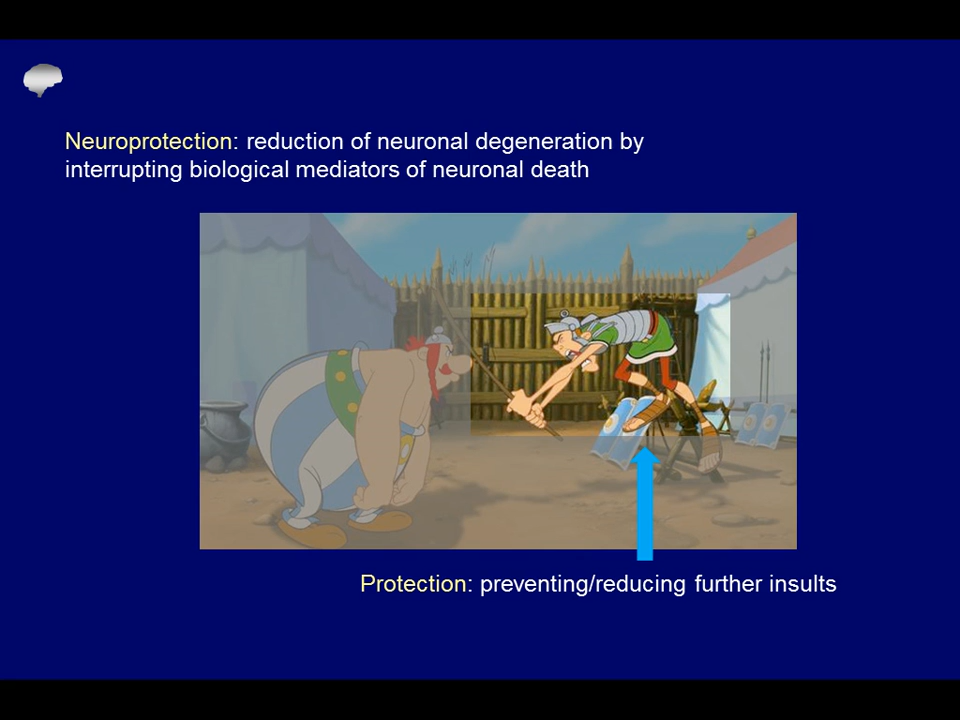 Neuroprotection: reduction of neuronal degeneration by
interrupting biological mediators of neuronal death
Protection: preventing/reducing further insults